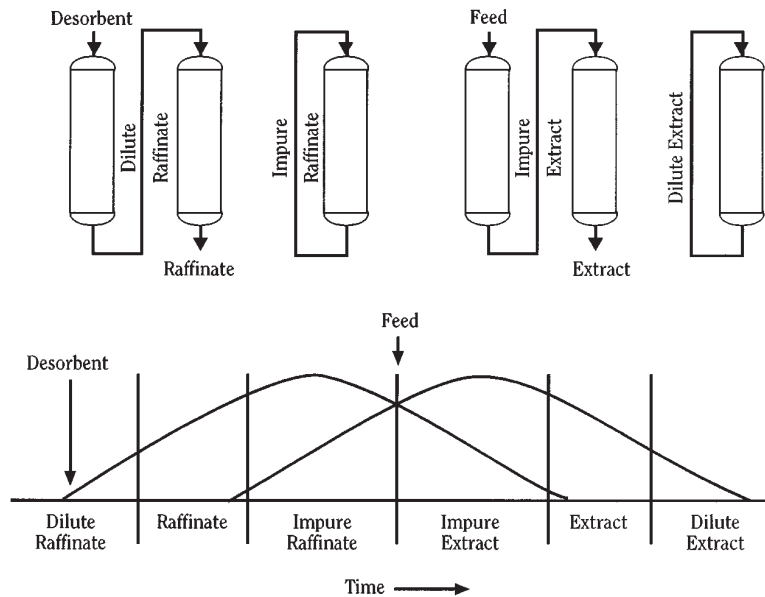 Desorbent
Dilute
Raffinate
Raffinate
Impure
Raffinate
Feed
Impure
Extract
Extract
Dilute Extract
Feed
Desorbent
Dilute
Raffinate
Raffinate
Impure
Raffinate
Impure
Extract
Extract
Dilute
Extract
Time